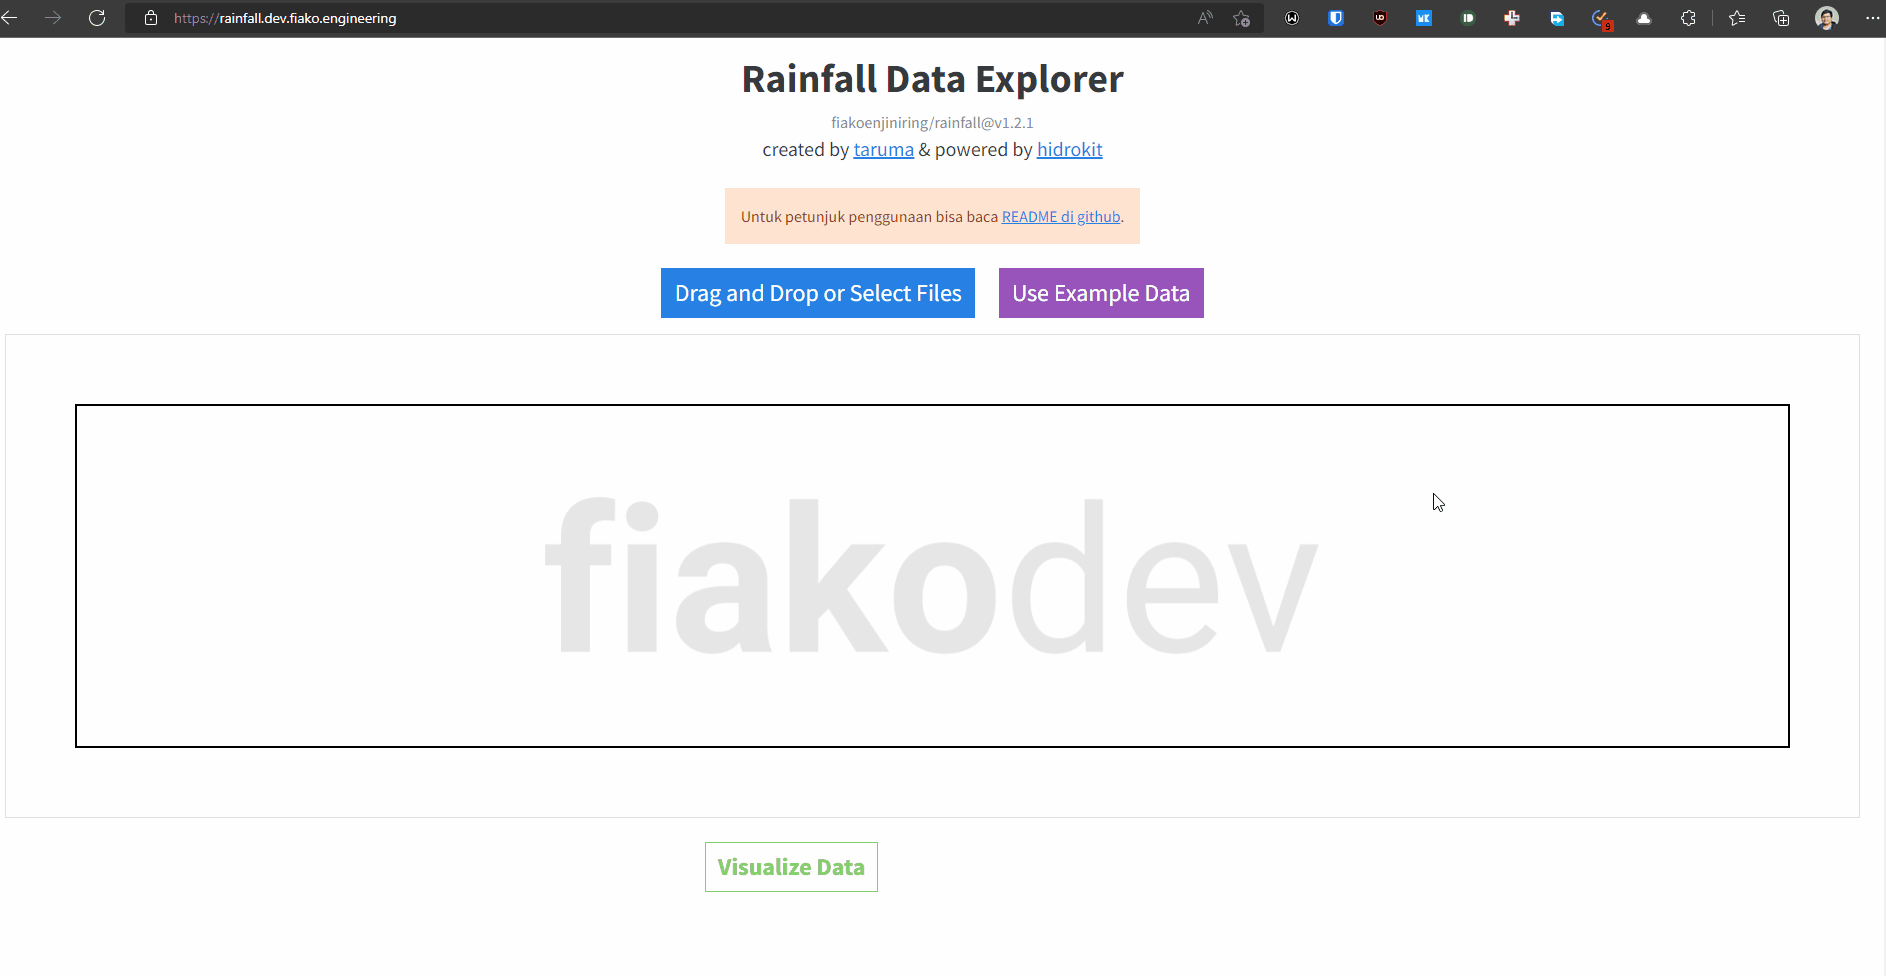 https://rainfall.dev.fiako.engineering
Rainfall Data Explorer
fiakoenjiniring/rainfall@v1.2.1
created by taruma & powered by hidrokit
Untuk petunjuk penggunaan bisa baca README di github.
Drag and Drop or Select Files
Use Example Data
fiakodev
Visualize Data